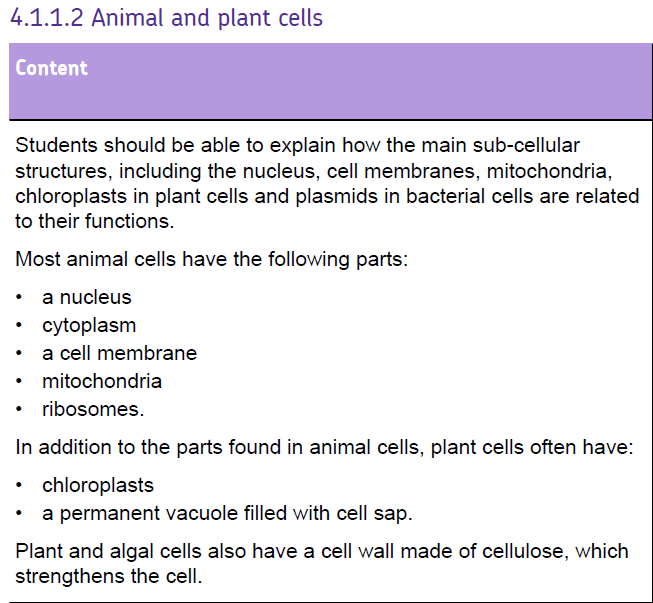 4.1.1.2 Animal and plant cells
Content
Students should be able to explain how the main sub-cellular
structures, including the nucleus, cell membranes, mitochondria,
chloroplasts in plant cells and plasmids in bacterial cells are related
to their functions.
Most animal cells have the following parts:
• a nucleus
• cytoplasm
• a cell membrane
• mitochondria
• ribosomes.
In addition to the parts found in animal cells, plant cells often have:
• chloroplasts
• a permanent vacuole filled with cell sap.
Plant and algal cells also have a cell wall made of cellulose, which
strengthens the cell.